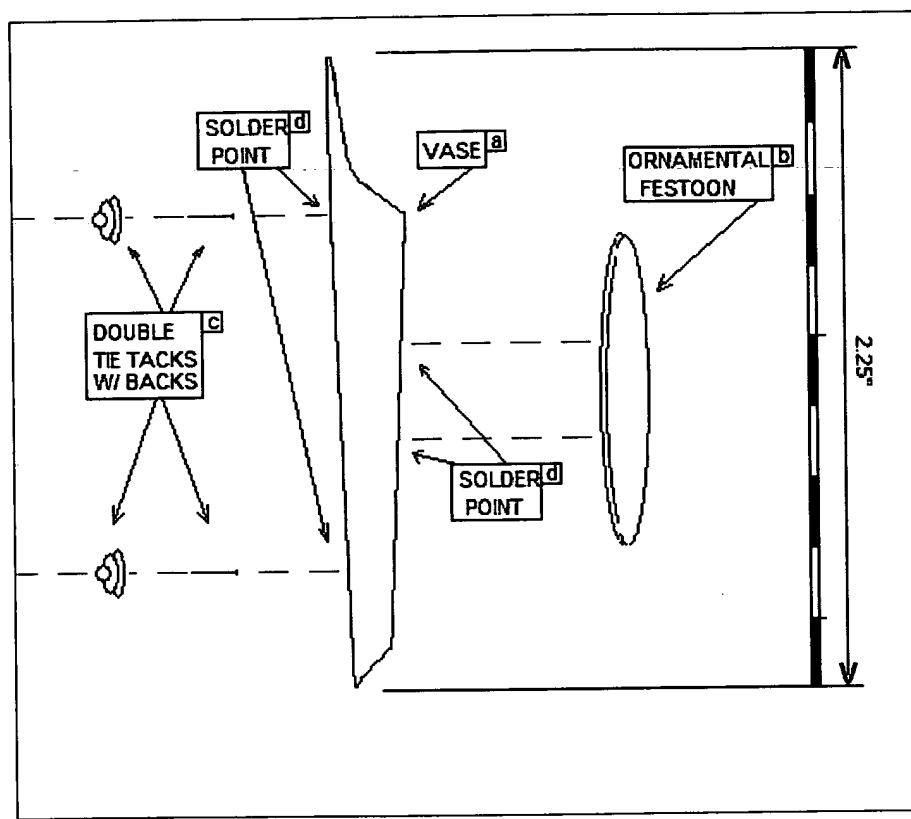 SOLDER d
POINT
VASE a
ORNAMENTAL b
FESTOON
DOUBLE c
TIE TACKS
W/ BACKS
2.25"
SOLDER d
POINT